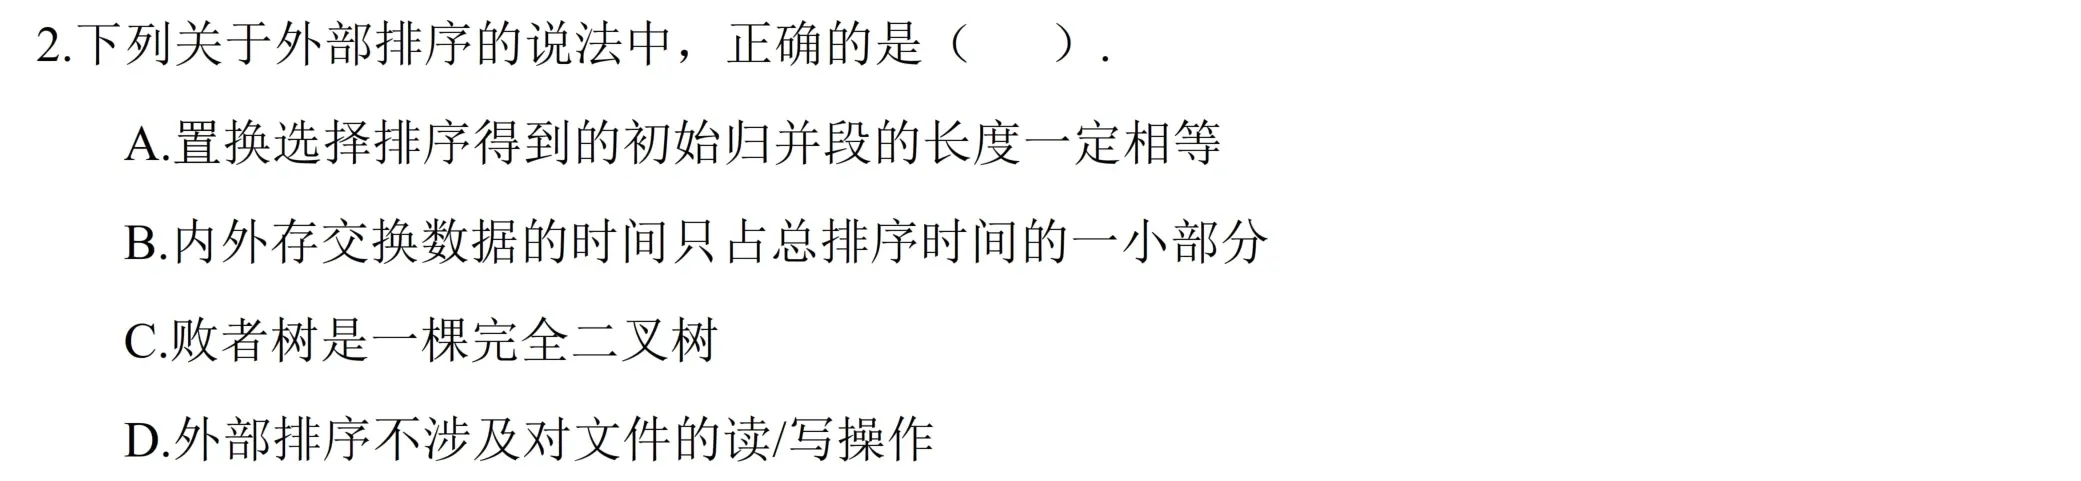 2.下列关于外部排序的说法中，正确的是（　　）.
A.置换选择排序得到的初始归并段的长度一定相等
B.内外存交换数据的时间只占总排序时间的一小部分
C.败者树是一棵完全二叉树
D.外部排序不涉及对文件的读/写操作